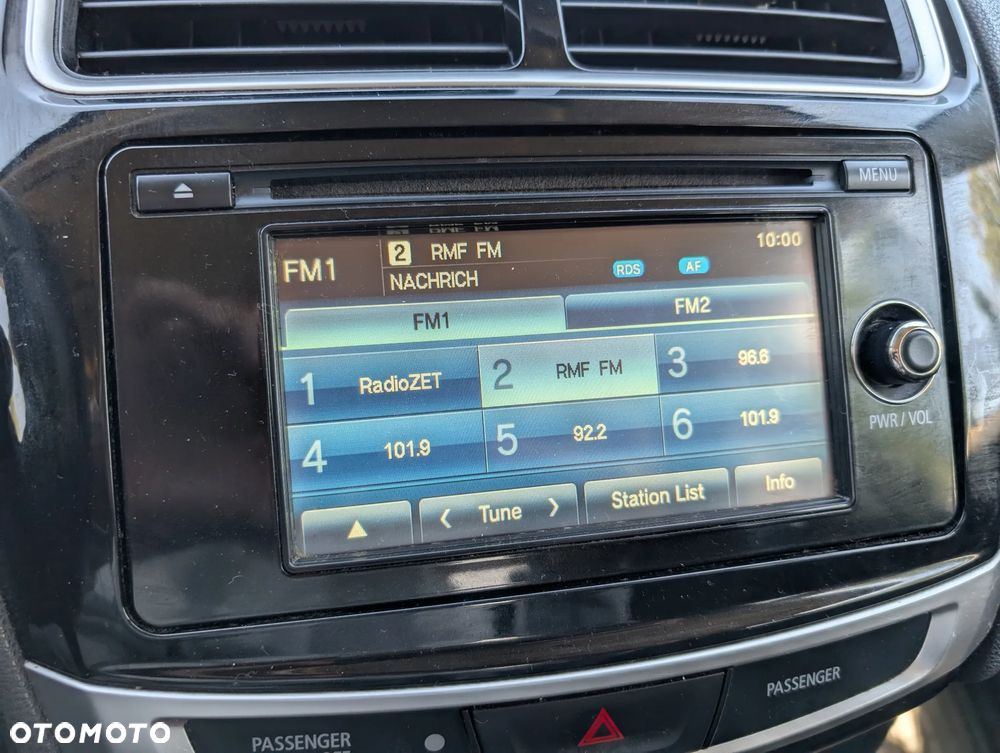 MENU
FM1
2 RMF FM
10:00
NACHRICH
RDS AF
FM1 FM2
1 RadioZET 2 RMF FM 3 96.6
4 101.9 5 92.2 6 101.9
Tune Station List Info
PWR / VOL
PASSENGER
PASSENGER
OTOMOTO